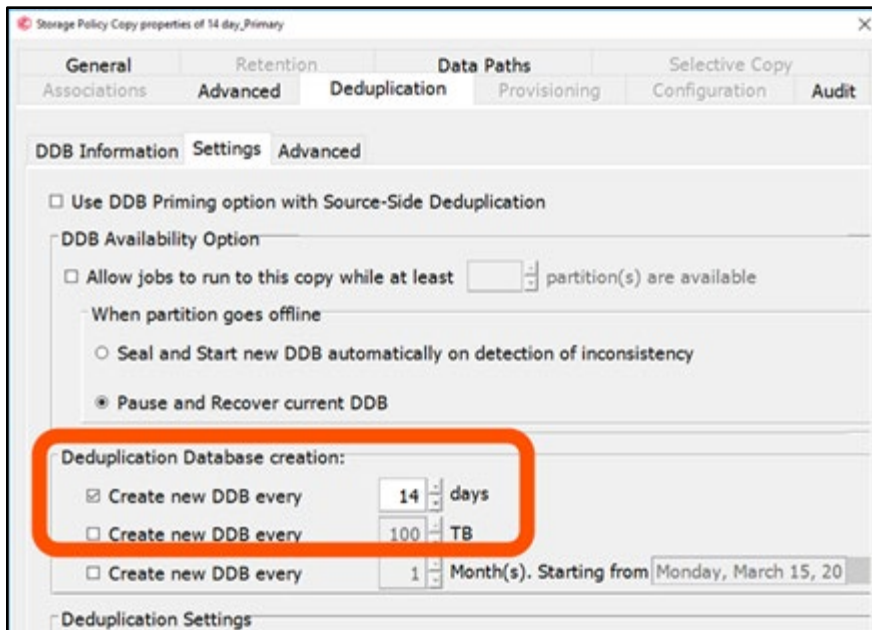 Storage Policy Copy properties of 14 day_Primary
General Retention Data Paths Selective Copy
Associations Advanced Deduplication Provisioning Configuration Audit
DDB Information Settings Advanced
Use DDB Priming option with Source-Side Deduplication
DDB Availability Option
Allow jobs to run to this copy while at least partition(s) are available
When partition goes offline
Seal and Start new DDB automatically on detection of inconsistency
Pause and Recover current DDB
Deduplication Database creation:
Create new DDB every 14 days
Create new DDB every 100 TB
Create new DDB every 1 Month(s). Starting from Monday, March 15, 20
Deduplication Settings